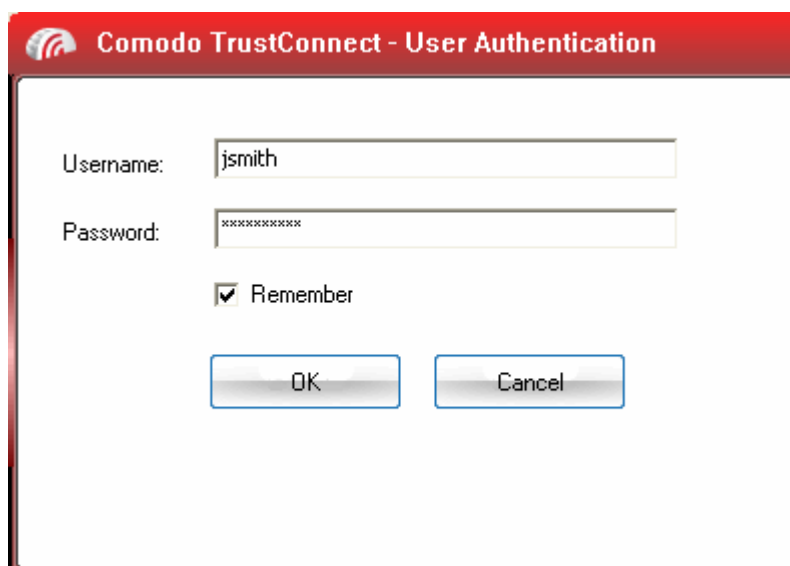 Comodo TrustConnect - User Authentication
Username: jsmith
Password: **********
Remember
OK Cancel